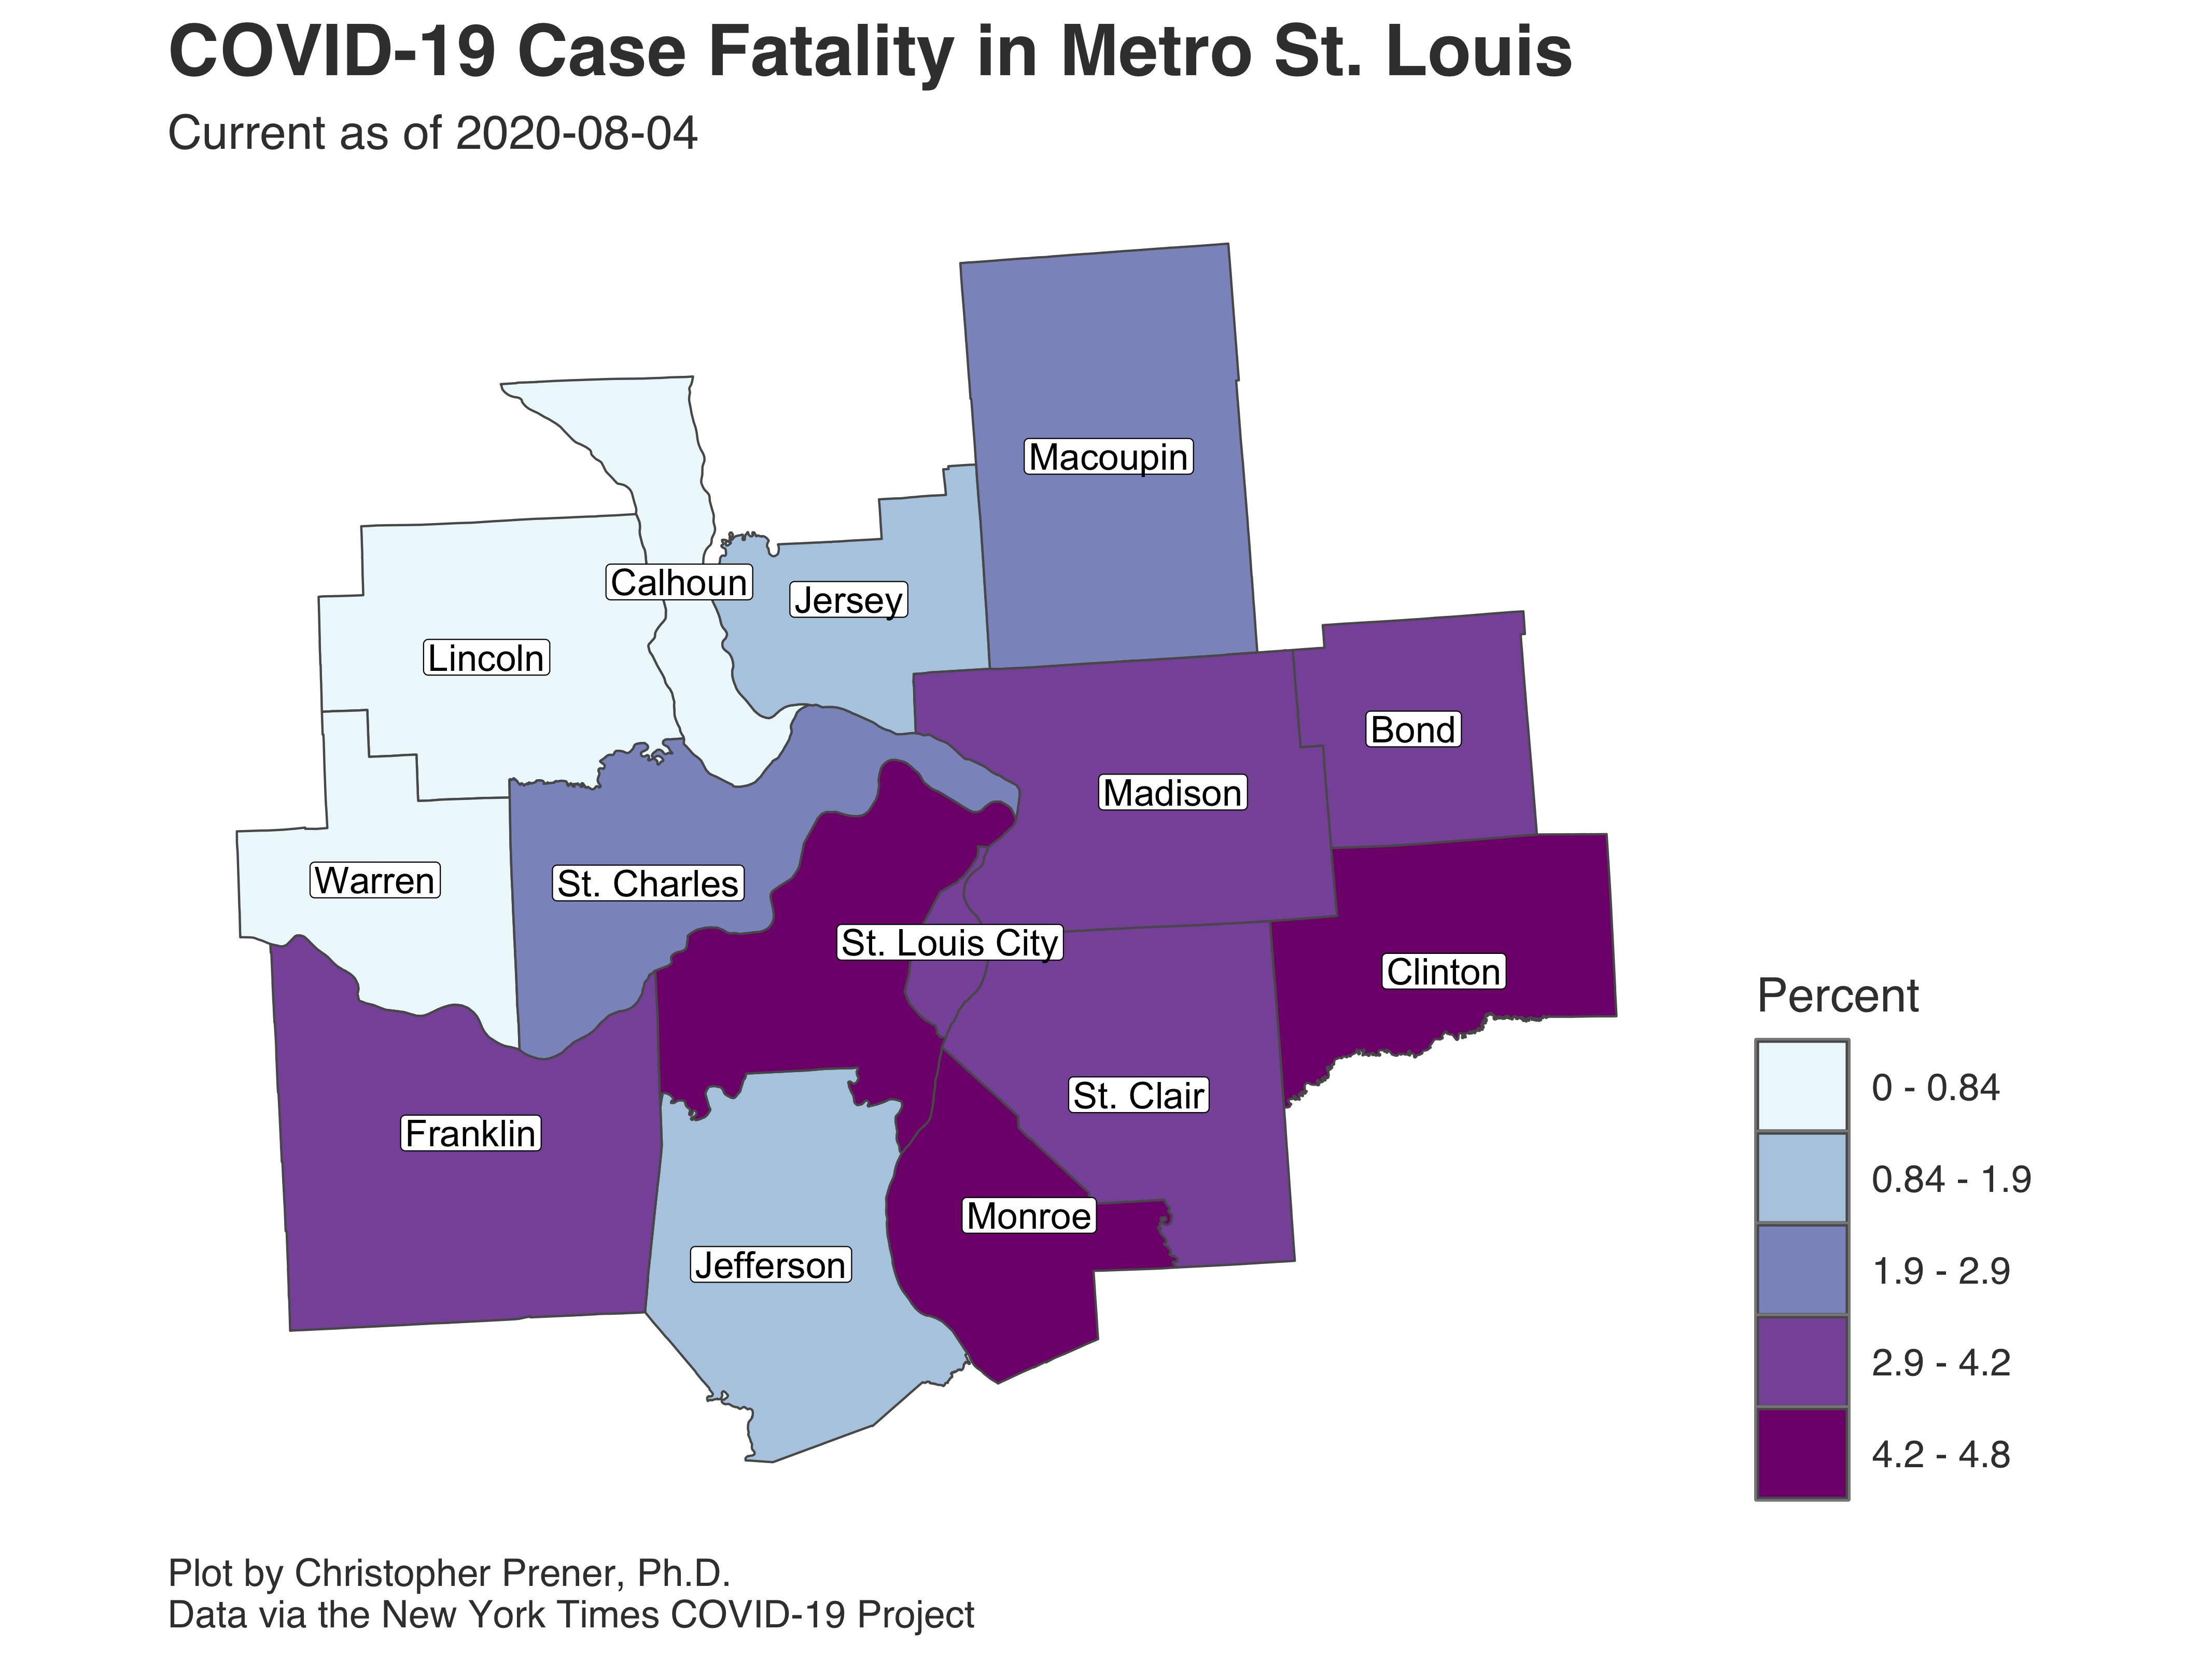 COVID-19 Case Fatality in Metro St. Louis
Current as of 2020-08-04
Macoupin
Calhoun
Jersey
Lincoln
Bond
Madison
Warren
St. Charles
St. Louis City
Clinton
St. Clair
Franklin
Monroe
Jefferson
Percent
0 - 0.84
0.84 - 1.9
1.9 - 2.9
2.9 - 4.2
4.2 - 4.8
Plot by Christopher Prener, Ph.D.
Data via the New York Times COVID-19 Project